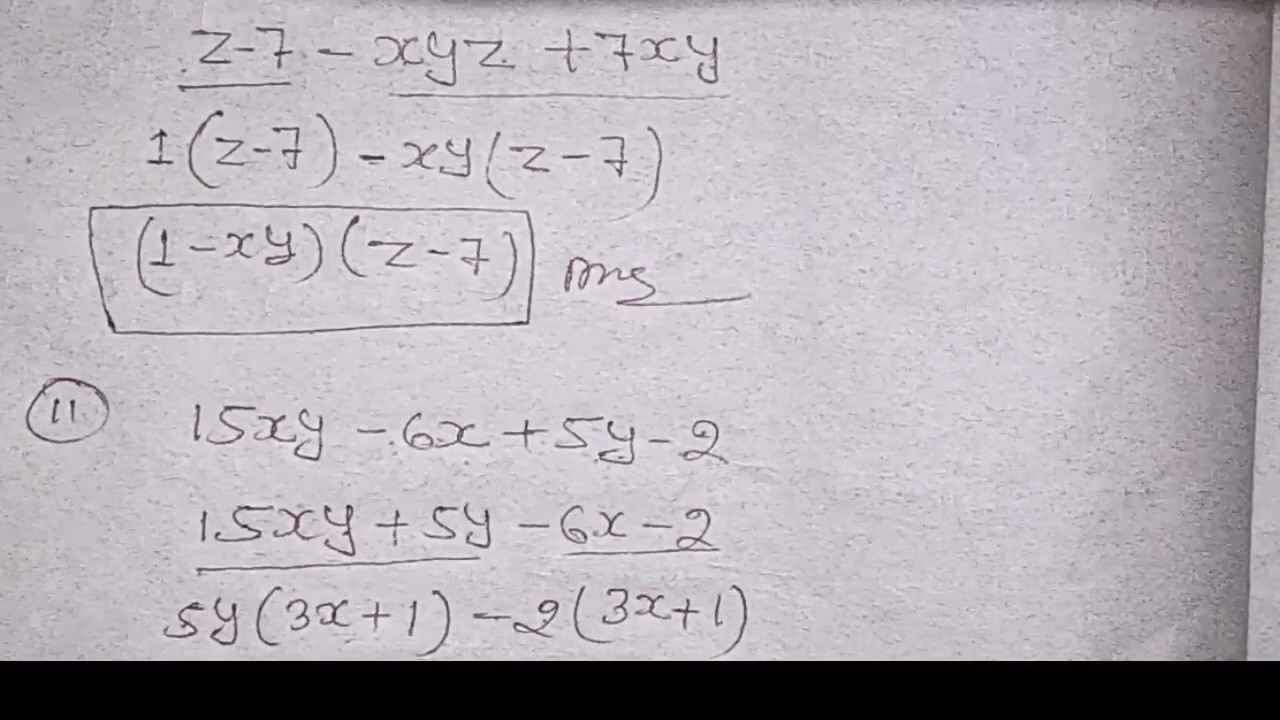 z-7 - xyz + 7xy
1(z-7) - xy(z-7)
(1-xy)(z-7) Ans
11 15xy - 6x + 5y - 2
15xy + 5y - 6x - 2
5y(3x+1) - 2(3x+1)